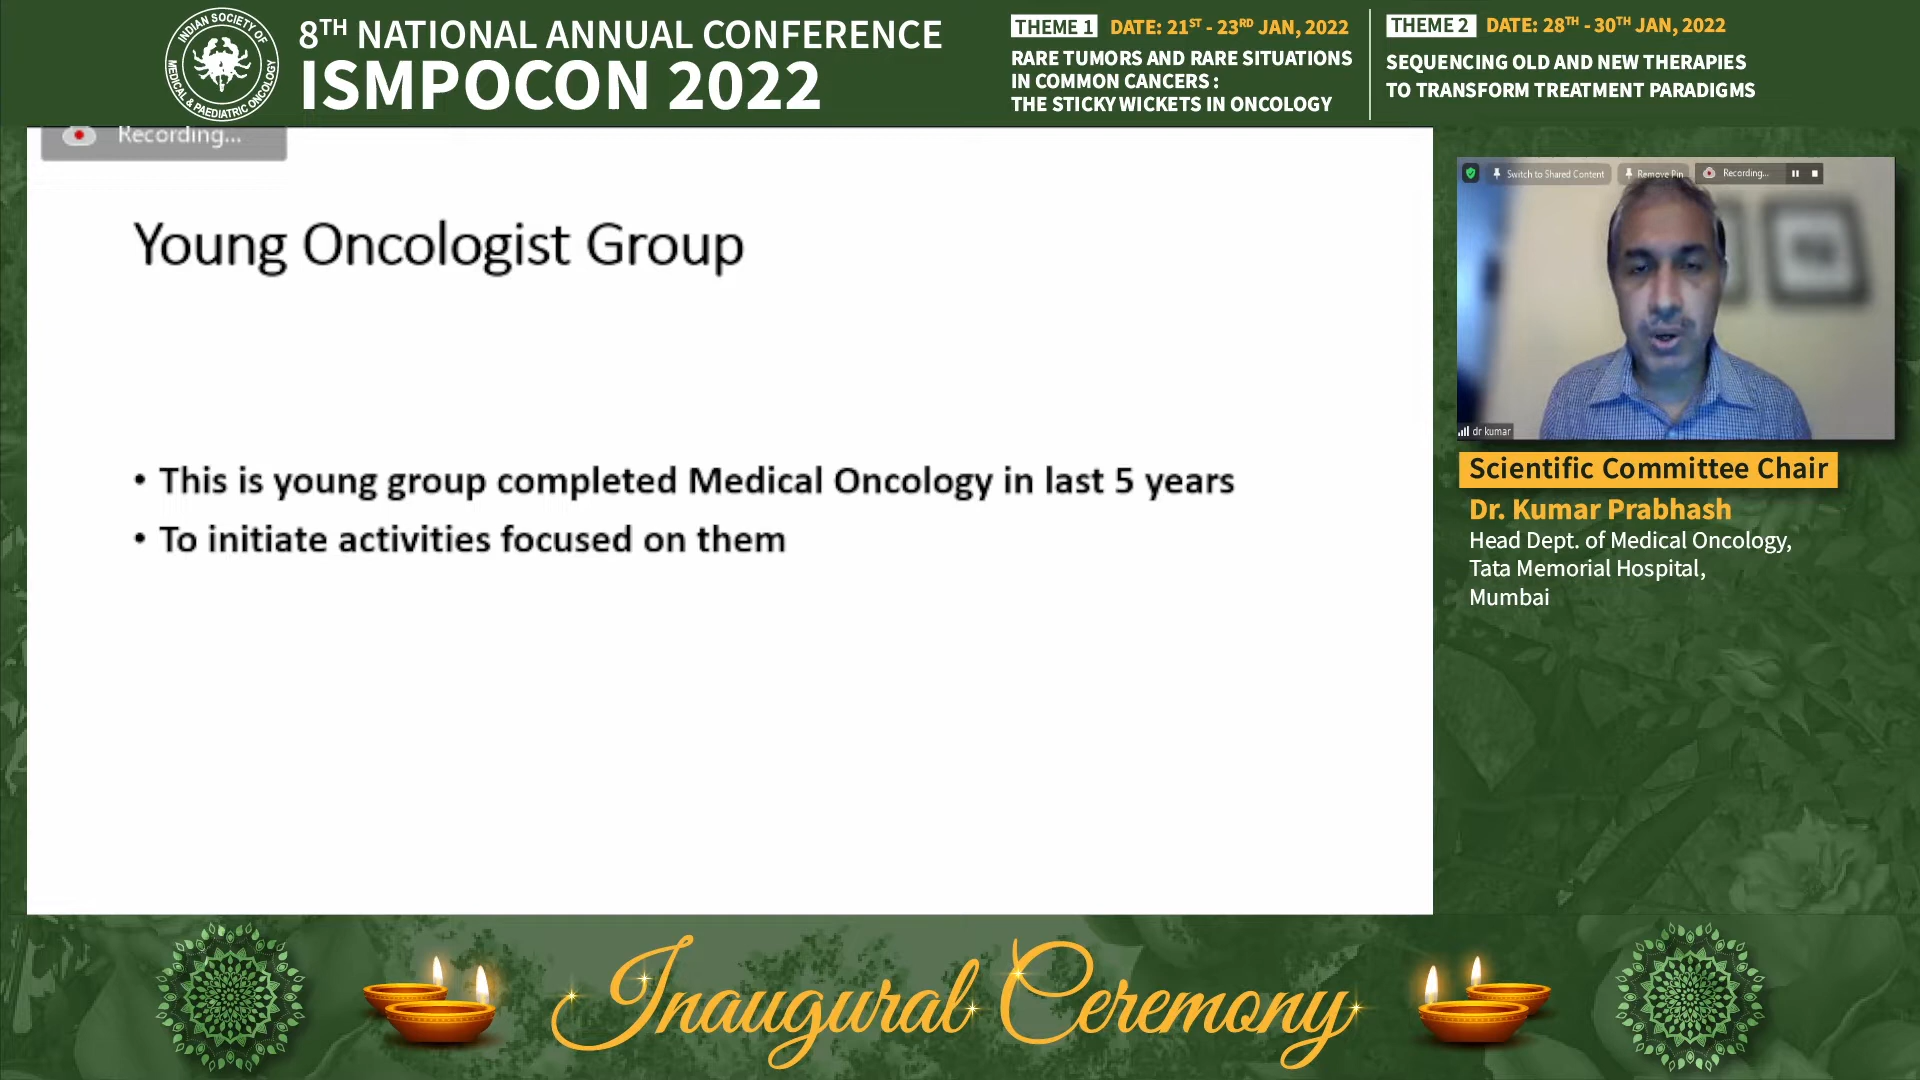 INDIAN SOCIETY OF
MEDICAL & PAEDIATRIC ONCOLOGY
8TH NATIONAL ANNUAL CONFERENCE
ISMPOCON 2022
THEME 1 DATE: 21ST - 23RD JAN, 2022
RARE TUMORS AND RARE SITUATIONS
IN COMMON CANCERS :
THE STICKY WICKETS IN ONCOLOGY
THEME 2 DATE: 28TH - 30TH JAN, 2022
SEQUENCING OLD AND NEW THERAPIES
TO TRANSFORM TREATMENT PARADIGMS
Recording...
Young Oncologist Group
• This is young group completed Medical Oncology in last 5 years
• To initiate activities focused on them
Switch to Shared Content Remove Pin Recording...
dr kumar
Scientific Committee Chair
Dr. Kumar Prabhash
Head Dept. of Medical Oncology,
Tata Memorial Hospital,
Mumbai
Inaugural Ceremony